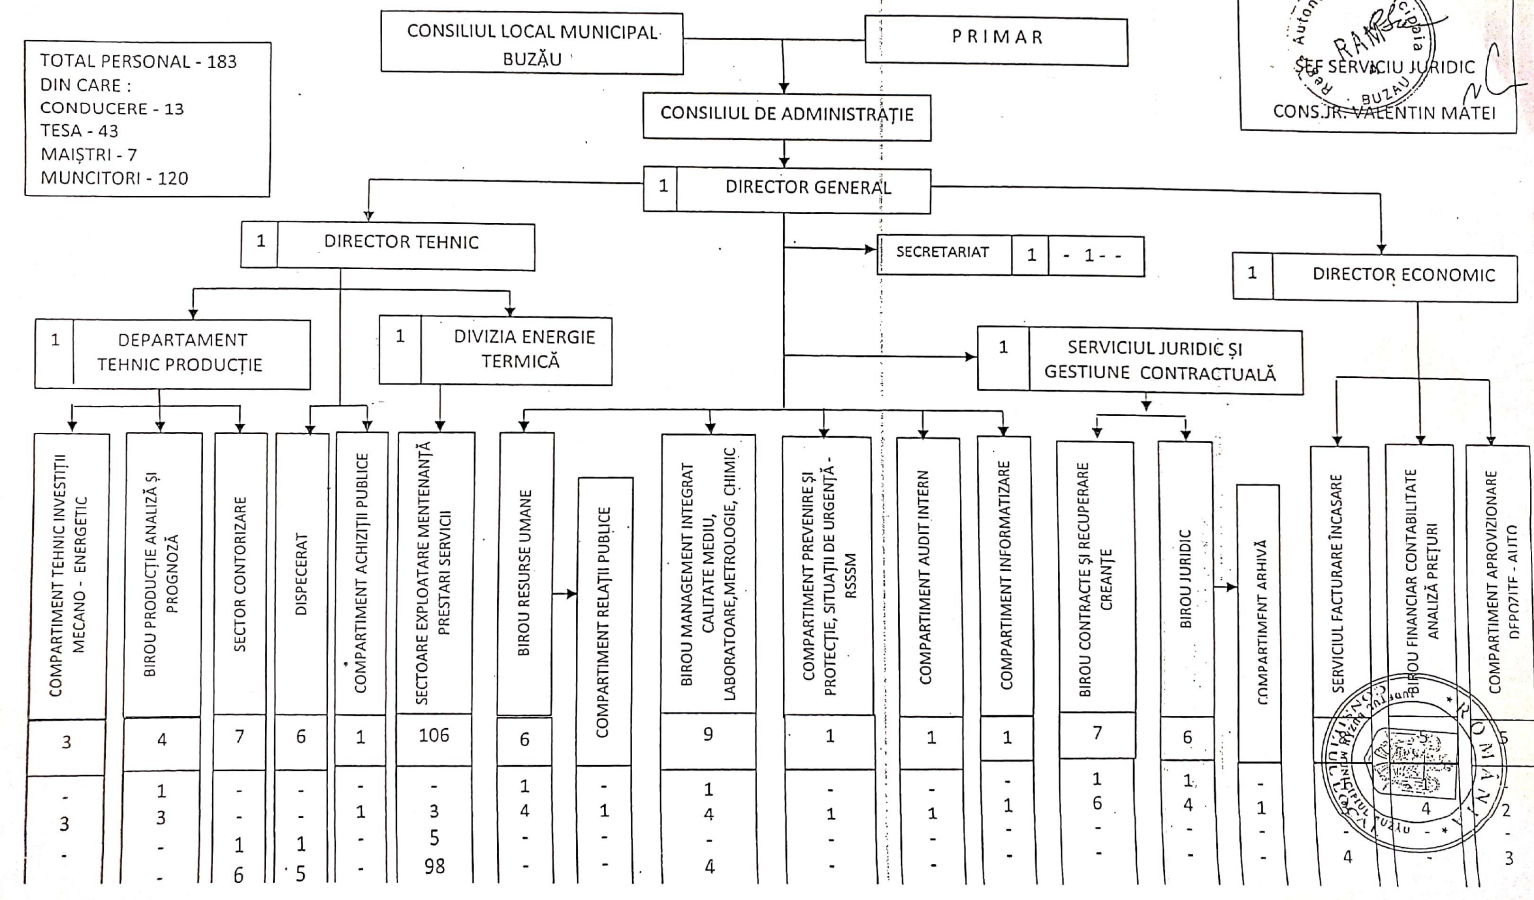 CONSILIUL LOCAL MUNICIPAL
BUZĂU
PRIMAR
TOTAL PERSONAL - 183
DIN CARE :
CONDUCERE - 13
TESA - 43
MAIȘTRI - 7
MUNCITORI - 120
ȘEF SERVICIU JURIDIC
CONS.JR. VALENTIN MATEI
BUZAU
CONSILIUL DE ADMINISTRAȚIE
1 DIRECTOR GENERAL
1 DIRECTOR TEHNIC
SECRETARIAT 1 - 1 - -
1 DIRECTOR ECONOMIC
1 DEPARTAMENT
TEHNIC PRODUCȚIE
1 DIVIZIA ENERGIE
TERMICĂ
1 SERVICIUL JURIDIC ȘI
GESTIUNE CONTRACTUALĂ
COMPARTIMENT TEHNIC INVESTIȚII
MECANO - ENERGETIC
3
-
3
-
BIROU PRODUCȚIE ANALIZĂ ȘI
PROGNOZĂ
4
1
3
-
-
SECTOR CONTORIZARE
7
-
-
1
6
DISPECERAT
6
-
-
1
5
COMPARTIMENT ACHIZIȚII PUBLICE
1
-
1
-
-
SECTOARE EXPLOATARE MENTENANȚĂ
PRESTARI SERVICII
106
-
3
5
98
BIROU RESURSE UMANE
6
1
4
-
-
COMPARTIMENT RELAȚII PUBLICE
-
1
-
-
BIROU MANAGEMENT INTEGRAT
CALITATE MEDIU,
LABORATOARE,METROLOGIE, CHIMIC
9
1
4
-
4
COMPARTIMENT PREVENIRE ȘI
PROTECȚIE, SITUAȚII DE URGENȚĂ -
RSSSM
1
-
1
-
-
COMPARTIMENT AUDIT INTERN
1
-
1
-
-
COMPARTIMENT INFORMATIZARE
1
-
1
-
-
BIROU CONTRACTE ȘI RECUPERARE
CREANȚE
7
1
6
-
-
BIROU JURIDIC
6
1
4
-
-
COMPARTIMENT ARHIVĂ
-
1
-
-
SERVICIUL FACTURARE ÎNCASARE
-
4
BIROU FINANCIAR CONTABILITATE
ANALIZĂ PREȚURI
5
1
4
-
-
COMPARTIMENT APROVIZIONARE
DEPOZITE - AUTO
5
-
2
-
3
ROMÂNIA